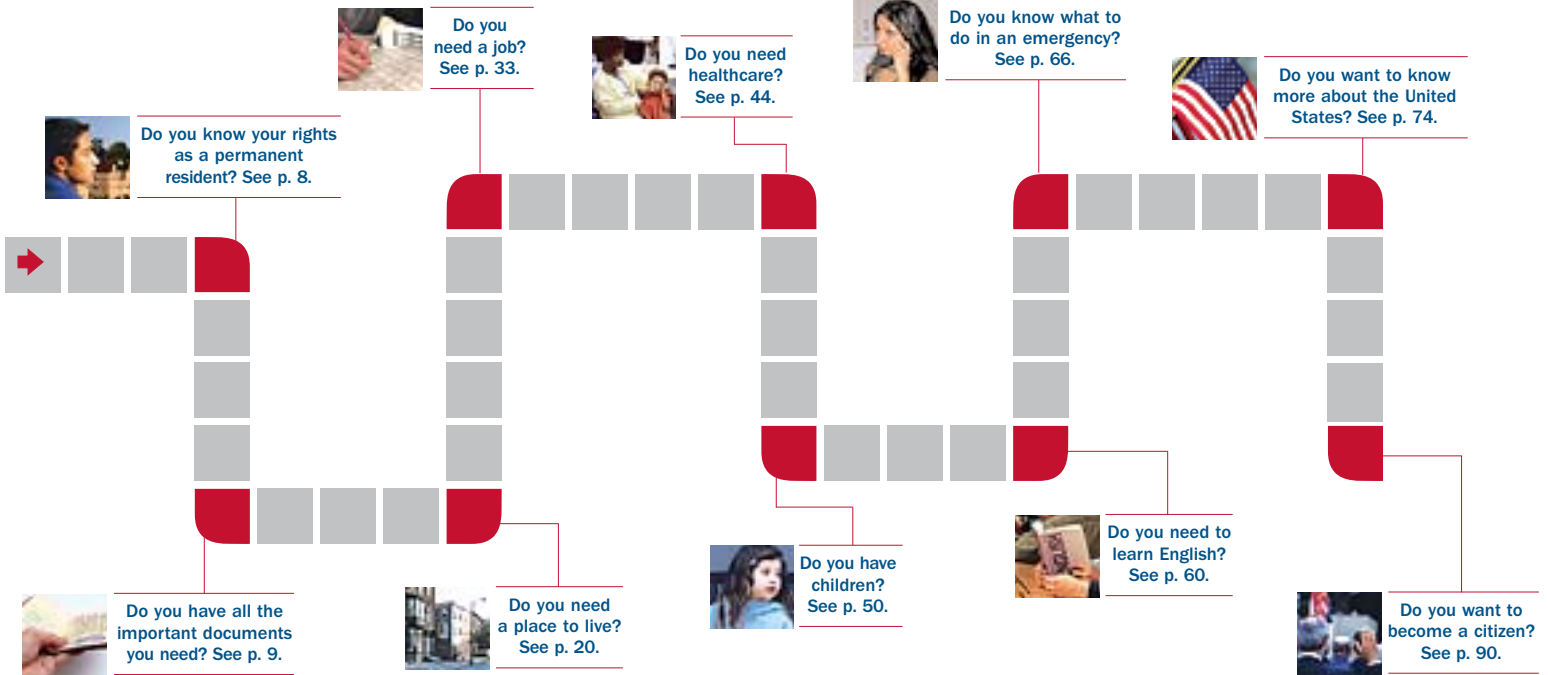 Do you know your rights
as a permanent
resident? See p. 8.
Do you have all the
important documents
you need? See p. 9.
Do you need
a place to live?
See p. 20.
Do you
need a job?
See p. 33.
Do you need
healthcare?
See p. 44.
Do you have
children?
See p. 50.
Do you need to
learn English?
See p. 60.
Do you know what to
do in an emergency?
See p. 66.
Do you want to know
more about the United
States? See p. 74.
Do you want to
become a citizen?
See p. 90.